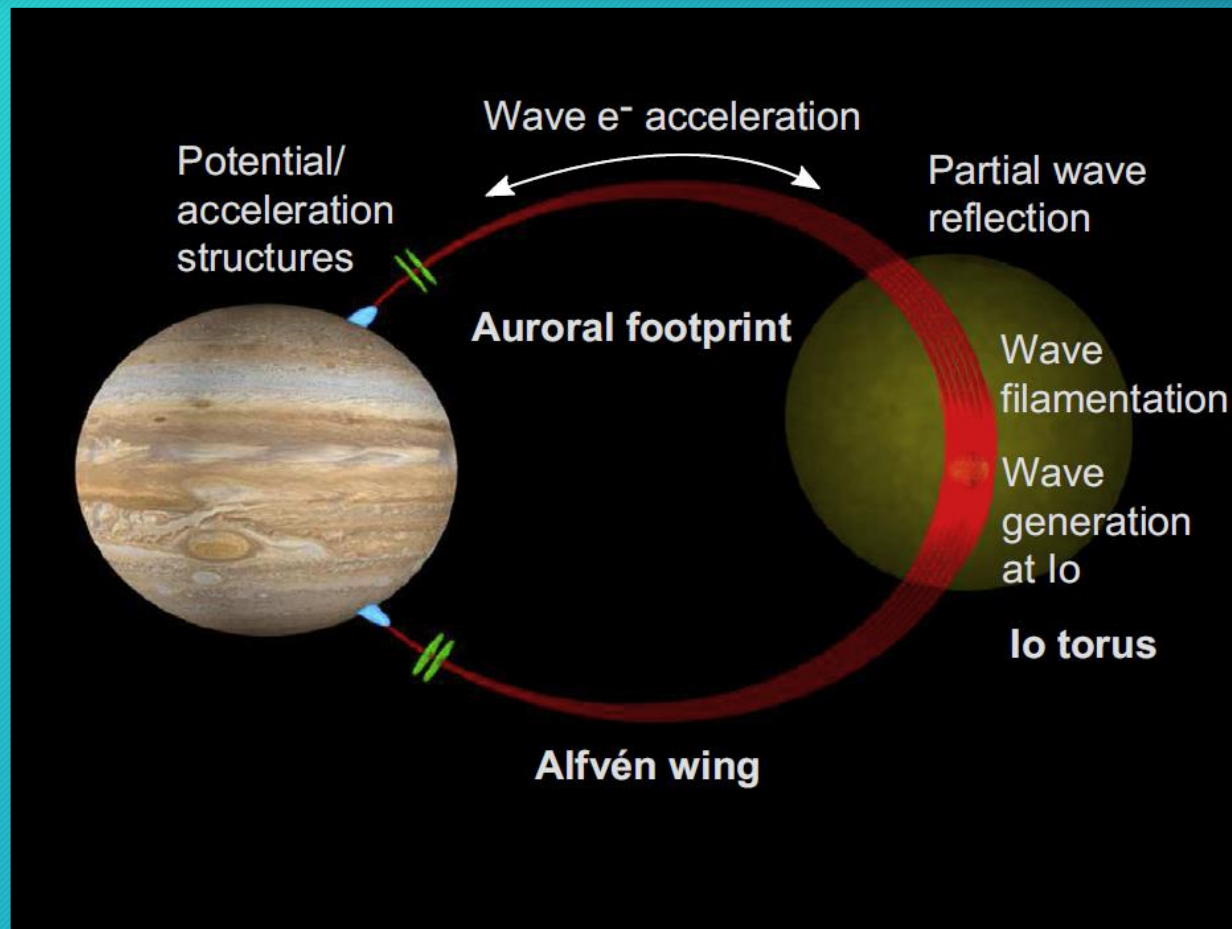 Wave e⁻ acceleration
Potential/
acceleration
structures
Partial wave
reflection
Auroral footprint
Wave
filamentation
Wave
generation
at Io
Io torus
Alfvén wing